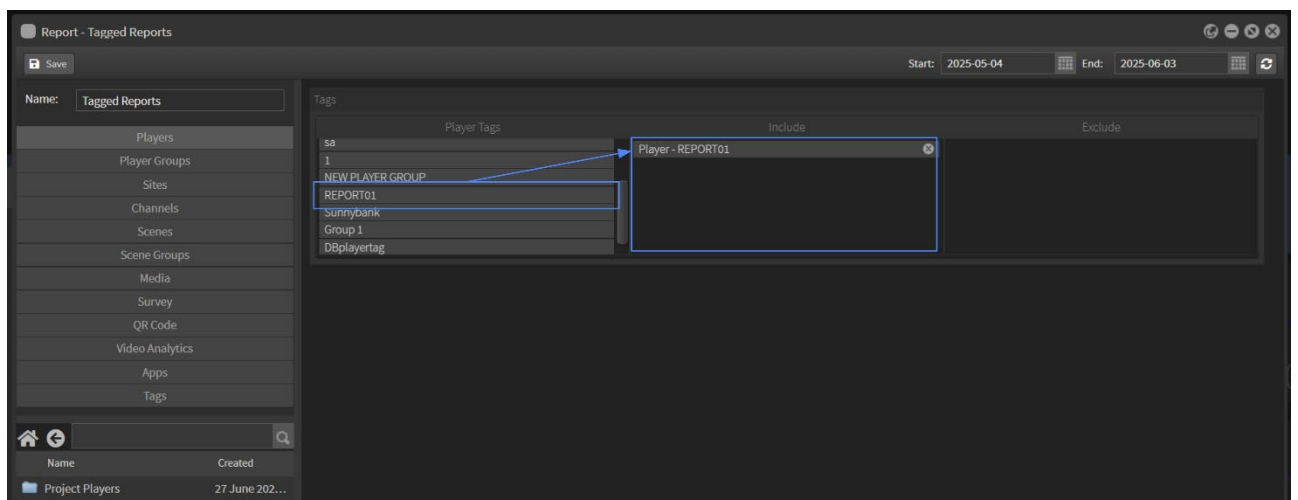 Report - Tagged Reports
Save
Start: 2025-05-04 End: 2025-06-03
Name: Tagged Reports
Players
Player Groups
Sites
Channels
Scenes
Scene Groups
Media
Survey
QR Code
Video Analytics
Apps
Tags
Name Created
Project Players 27 June 202...
Tags
Player Tags Include Exclude
sa
1
NEW PLAYER GROUP
REPORT01
Sunnybank
Group 1
DBplayertag
Player - REPORT01